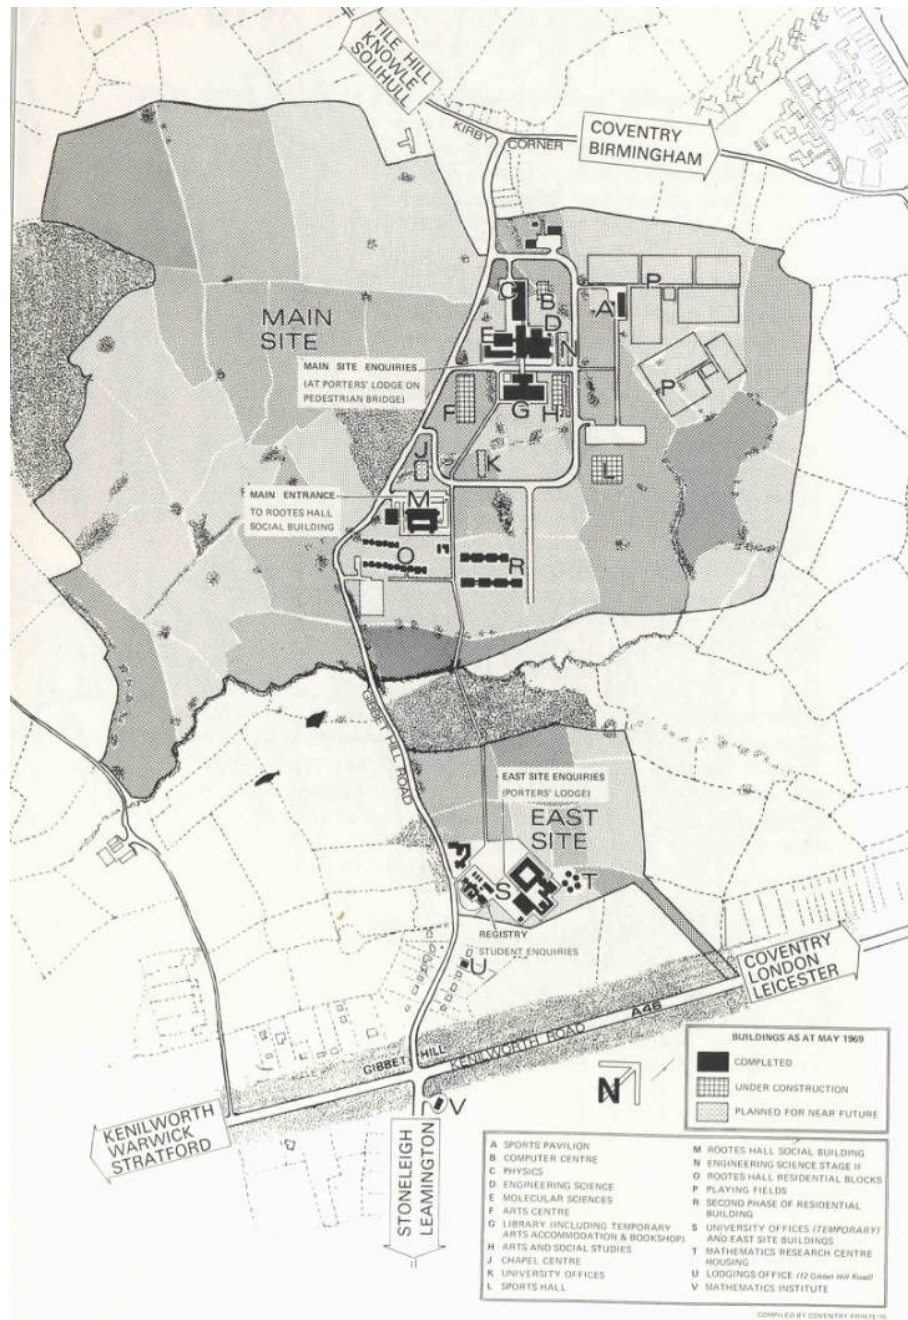 TILE HILL
KNOWLE
SOLIHULL
KIRBY CORNER
COVENTRY
BIRMINGHAM
MAIN
SITE
C
B
A
P
D
E
N
MAIN SITE ENQUIRIES
(AT PORTERS' LODGE ON
PEDESTRIAN BRIDGE)
P
F
G
H
J
K
L
MAIN ENTRANCE
TO ROOTES HALL
SOCIAL BUILDING
M
O
R
GIBBET HILL ROAD
EAST SITE ENQUIRIES
(PORTERS' LODGE)
EAST
SITE
S
T
REGISTRY
STUDENT ENQUIRIES
U
COVENTRY
LONDON
LEICESTER
A46
KENILWORTH ROAD
GIBBET HILL
V
KENILWORTH
WARWICK
STRATFORD
STONELEIGH
LEAMINGTON
N
BUILDINGS AS AT MAY 1969
COMPLETED
UNDER CONSTRUCTION
PLANNED FOR NEAR FUTURE
A SPORTS PAVILION
B COMPUTER CENTRE
C PHYSICS
D ENGINEERING SCIENCE
E MOLECULAR SCIENCES
F ARTS CENTRE
G LIBRARY (INCLUDING TEMPORARY
ARTS ACCOMMODATION & BOOKSHOP)
H ARTS AND SOCIAL STUDIES
J CHAPEL CENTRE
K UNIVERSITY OFFICES
L SPORTS HALL
M ROOTES HALL SOCIAL BUILDING
N ENGINEERING SCIENCE STAGE II
O ROOTES HALL RESIDENTIAL BLOCKS
P PLAYING FIELDS
R SECOND PHASE OF RESIDENTIAL
BUILDING
S UNIVERSITY OFFICES (TEMPORARY)
AND EAST SITE BUILDINGS
T MATHEMATICS RESEARCH CENTRE
HOUSING
U LODGINGS OFFICE (12 Gibbet Hill Road)
V MATHEMATICS INSTITUTE
COMPILED BY COVENTRY